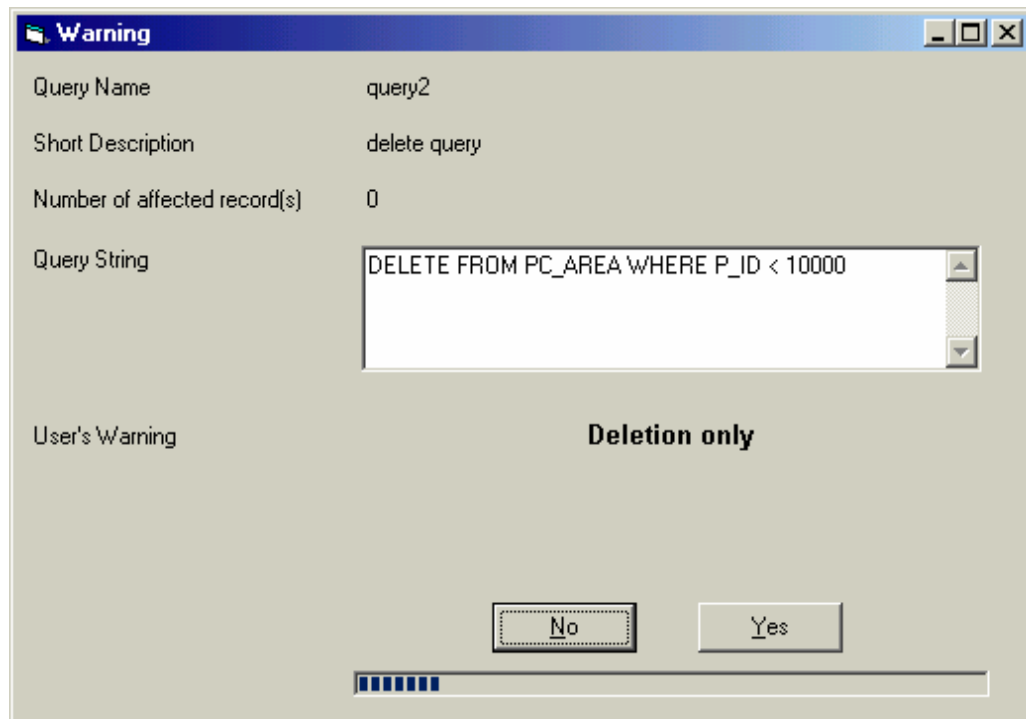 Warning
Query Name query2
Short Description delete query
Number of affected record(s) 0
Query String DELETE FROM PC_AREA WHERE P_ID < 10000
User's Warning Deletion only
No Yes